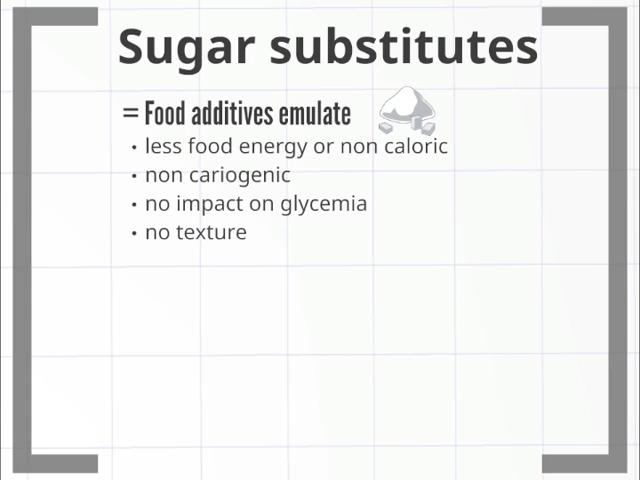 Sugar substitutes
= Food additives emulate
• less food energy or non caloric
• non cariogenic
• no impact on glycemia
• no texture